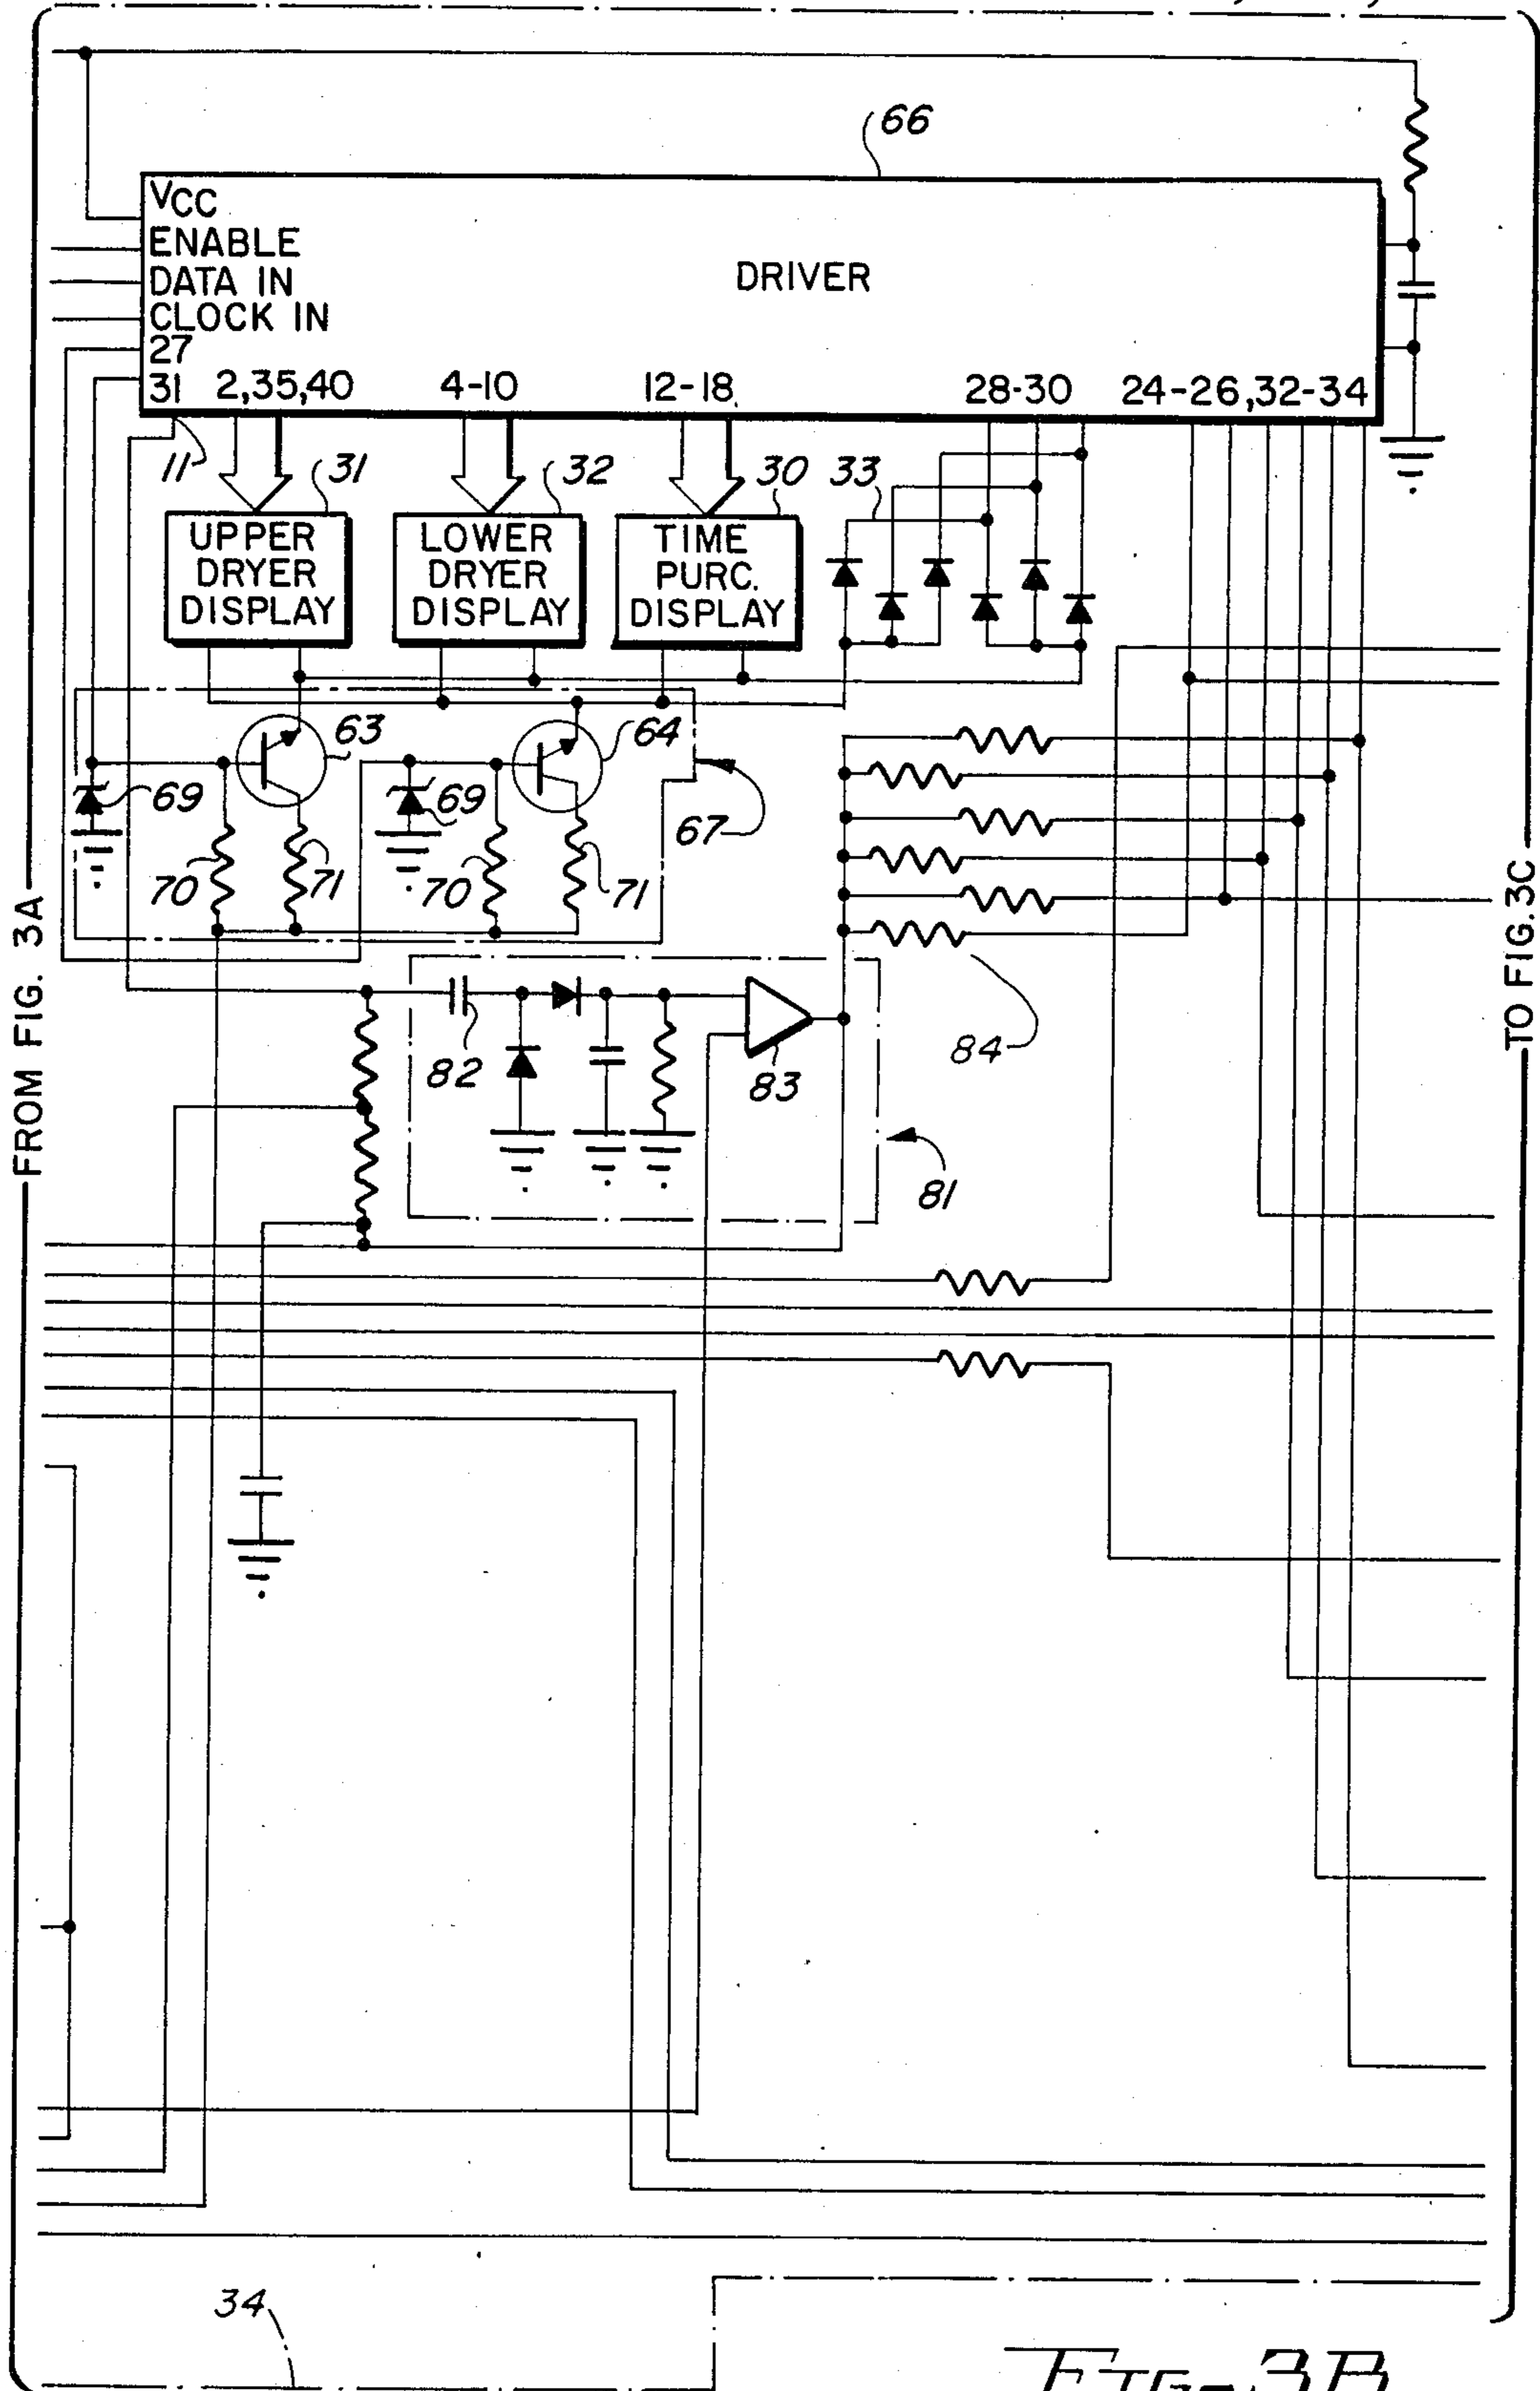 66
VCC
ENABLE
DATA IN
CLOCK IN
27
31
DRIVER
2,35,40
4-10
12-18
28-30
24-26,32-34
11
31
32
30
33
UPPER
DRYER
DISPLAY
LOWER
DRYER
DISPLAY
TIME
PURC.
DISPLAY
63
64
69
69
67
70
71
70
71
82
83
84
81
FROM FIG. 3A
TO FIG. 3C
34
FIG-3B